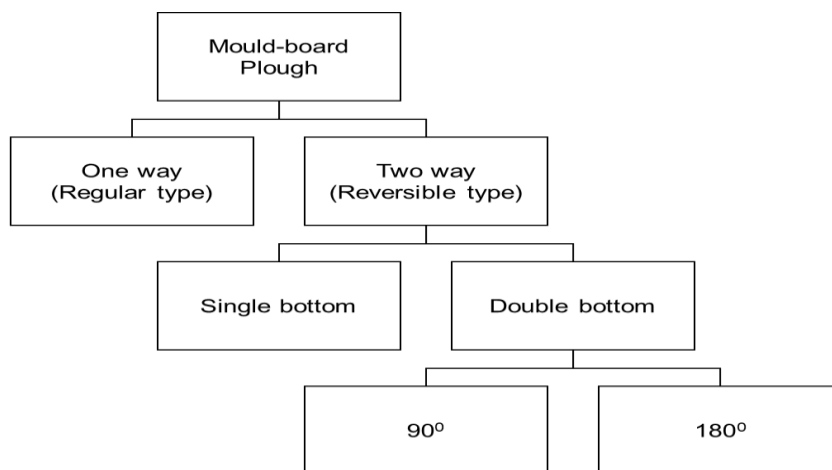 Mould-board
Plough
One way
(Regular type)
Two way
(Reversible type)
Single bottom
Double bottom
90⁰
180⁰